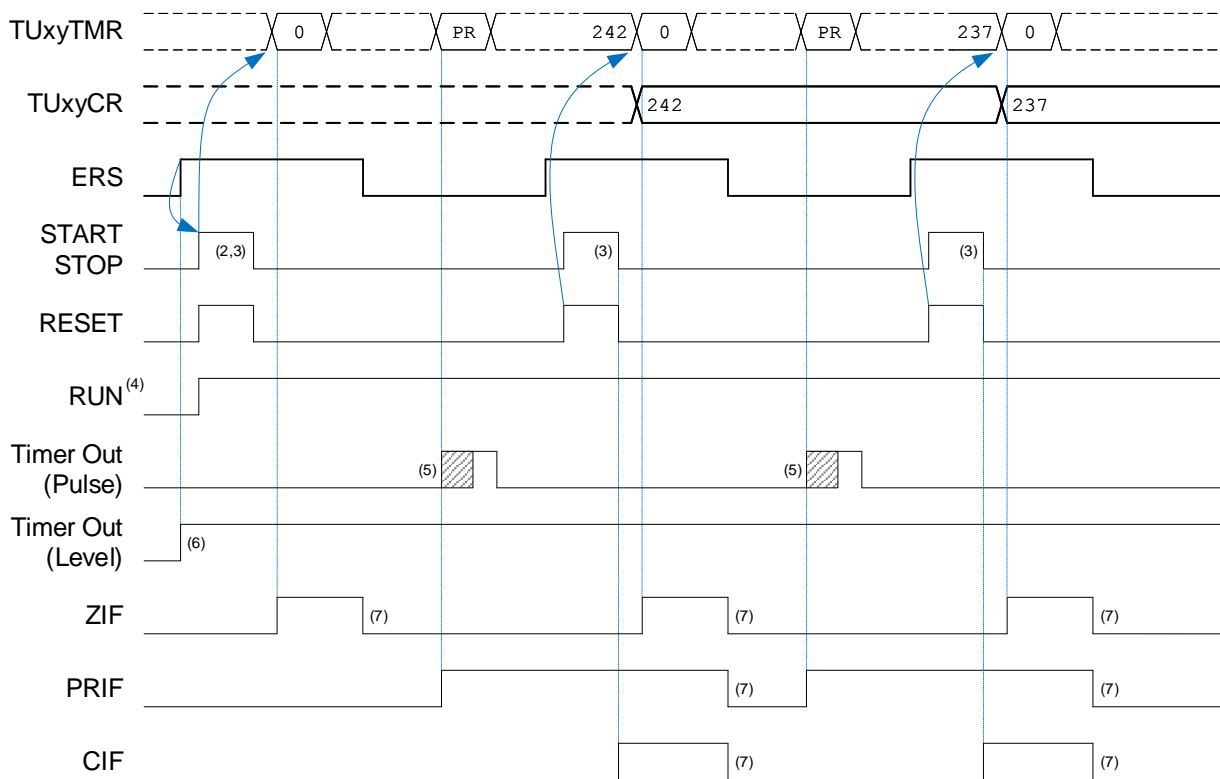 TUxyTMR 0 PR 242 0 PR 237 0
TUxyCR 242 237
ERS
START
STOP
(2,3) (3) (3)
RESET
RUN(4)
Timer Out
(Pulse)
(5) (5)
Timer Out
(Level)
(6)
ZIF (7) (7) (7)
PRIF (7) (7)
CIF (7) (7)